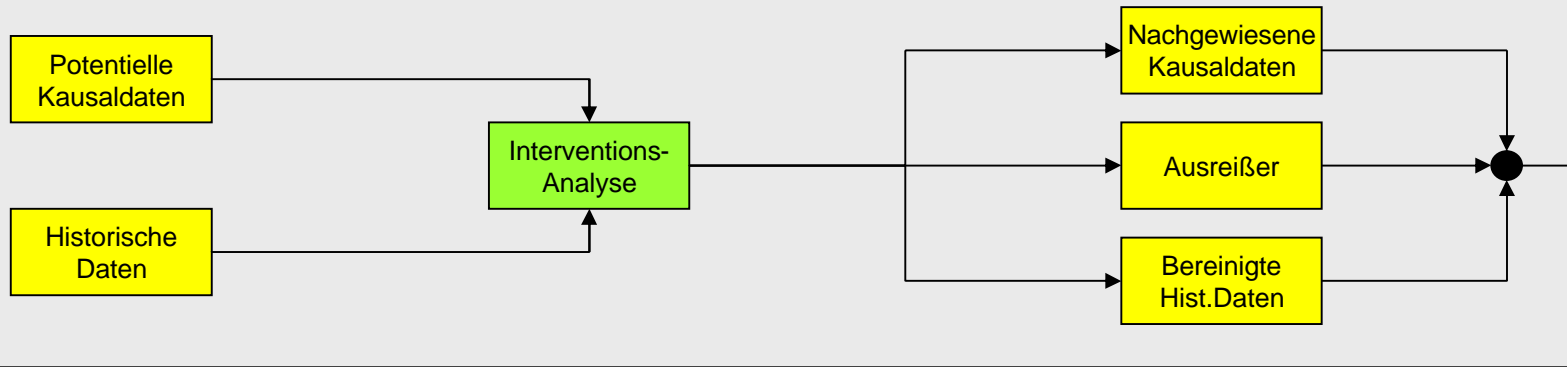 Potentielle
Kausaldaten
Historische
Daten
Interventions-
Analyse
Nachgewiesene
Kausaldaten
Ausreißer
Bereinigte
Hist.Daten